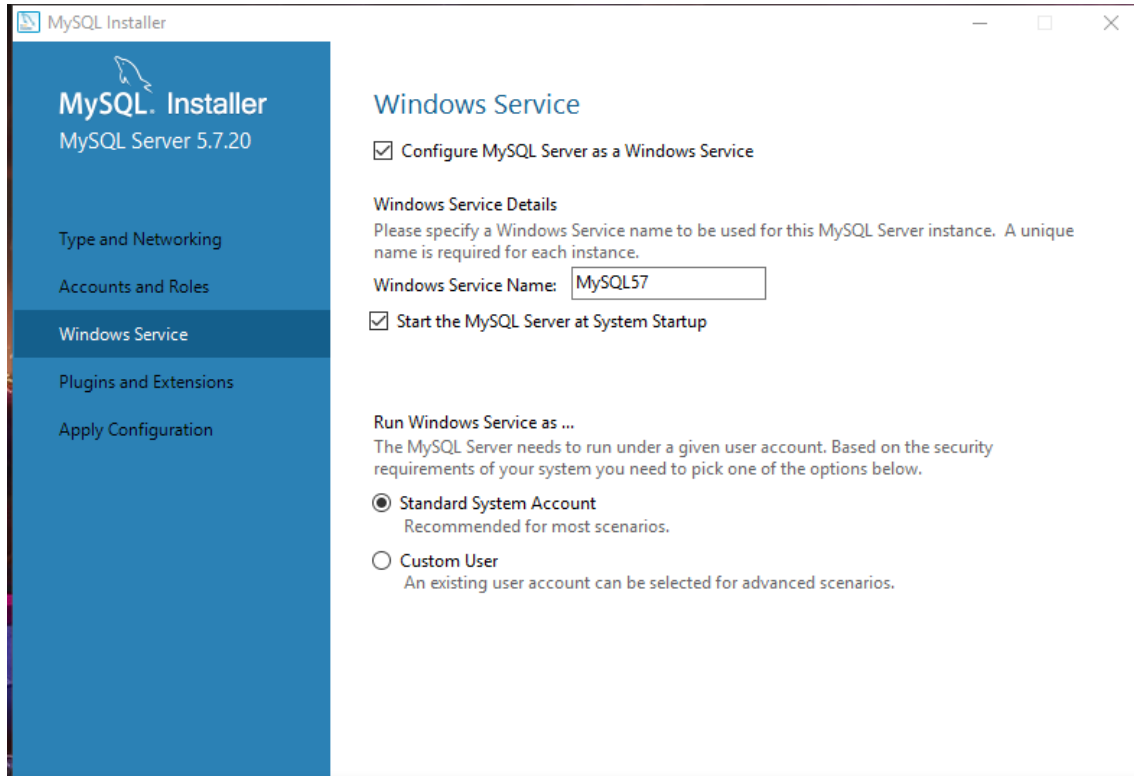 MySQL Installer
MySQL. Installer
MySQL Server 5.7.20
Type and Networking
Accounts and Roles
Windows Service
Plugins and Extensions
Apply Configuration
Windows Service
Configure MySQL Server as a Windows Service
Windows Service Details
Please specify a Windows Service name to be used for this MySQL Server instance.  A unique
name is required for each instance.
Windows Service Name: MySQL57
Start the MySQL Server at System Startup
Run Windows Service as ...
The MySQL Server needs to run under a given user account. Based on the security
requirements of your system you need to pick one of the options below.
Standard System Account
Recommended for most scenarios.
Custom User
An existing user account can be selected for advanced scenarios.